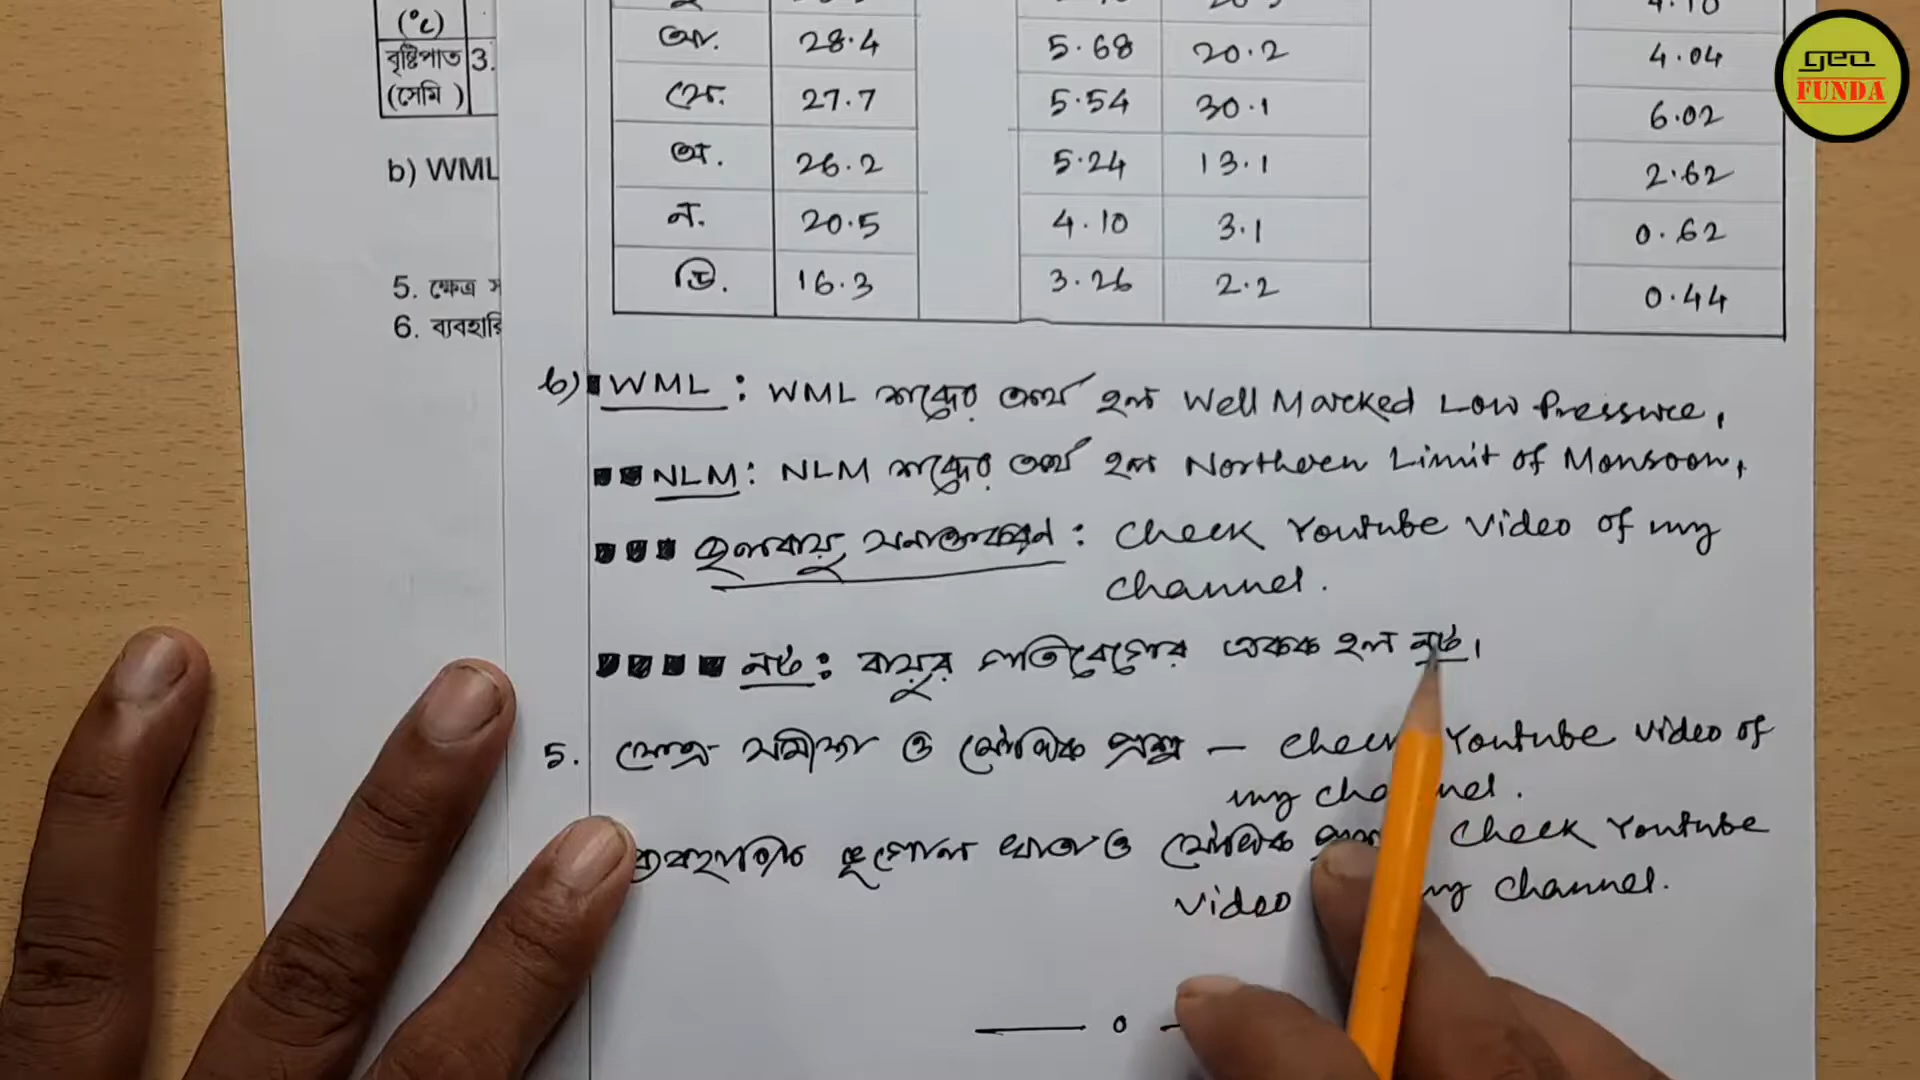 (°c)
বৃষ্টিপাত 3.
(সেমি )
b) WML
5. ক্ষেত্র
6. ব্যবহারি
geo
FUNDA
4.10
আ. 28.4 5.68 20.2 4.04
সে. 27.7 5.54 30.1 6.02
অ. 26.2 5.24 13.1 2.62
ন. 20.5 4.10 3.1 0.62
ডি. 16.3 3.26 2.2 0.44
b) WML : WML শব্দের অর্থ হল Well Marked Low Pressure,
NLM : NLM শব্দের অর্থ হল Northern Limit of Monsoon,
: Check Youtube Video of my
channel.
নট : বায়ুর গতিবেগের একক হল নট।
5. ক্ষেত্র সমীক্ষা ও মৌখিক প্রশ্ন — Check Youtube Video of
my channel.
ব্যবহারিক ভূগোল খাতা ও মৌখিক Check Youtube
Video my channel.